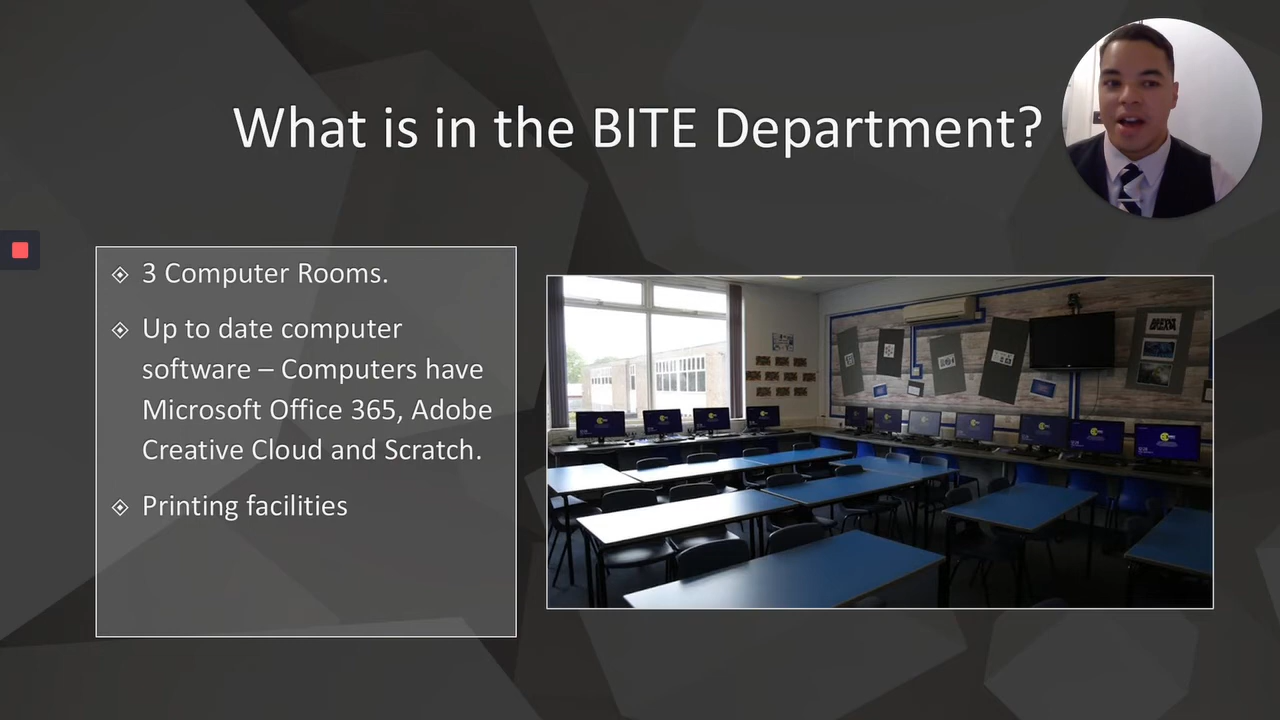 What is in the BITE Department?
3 Computer Rooms.
Up to date computer
software – Computers have
Microsoft Office 365, Adobe
Creative Cloud and Scratch.
Printing facilities